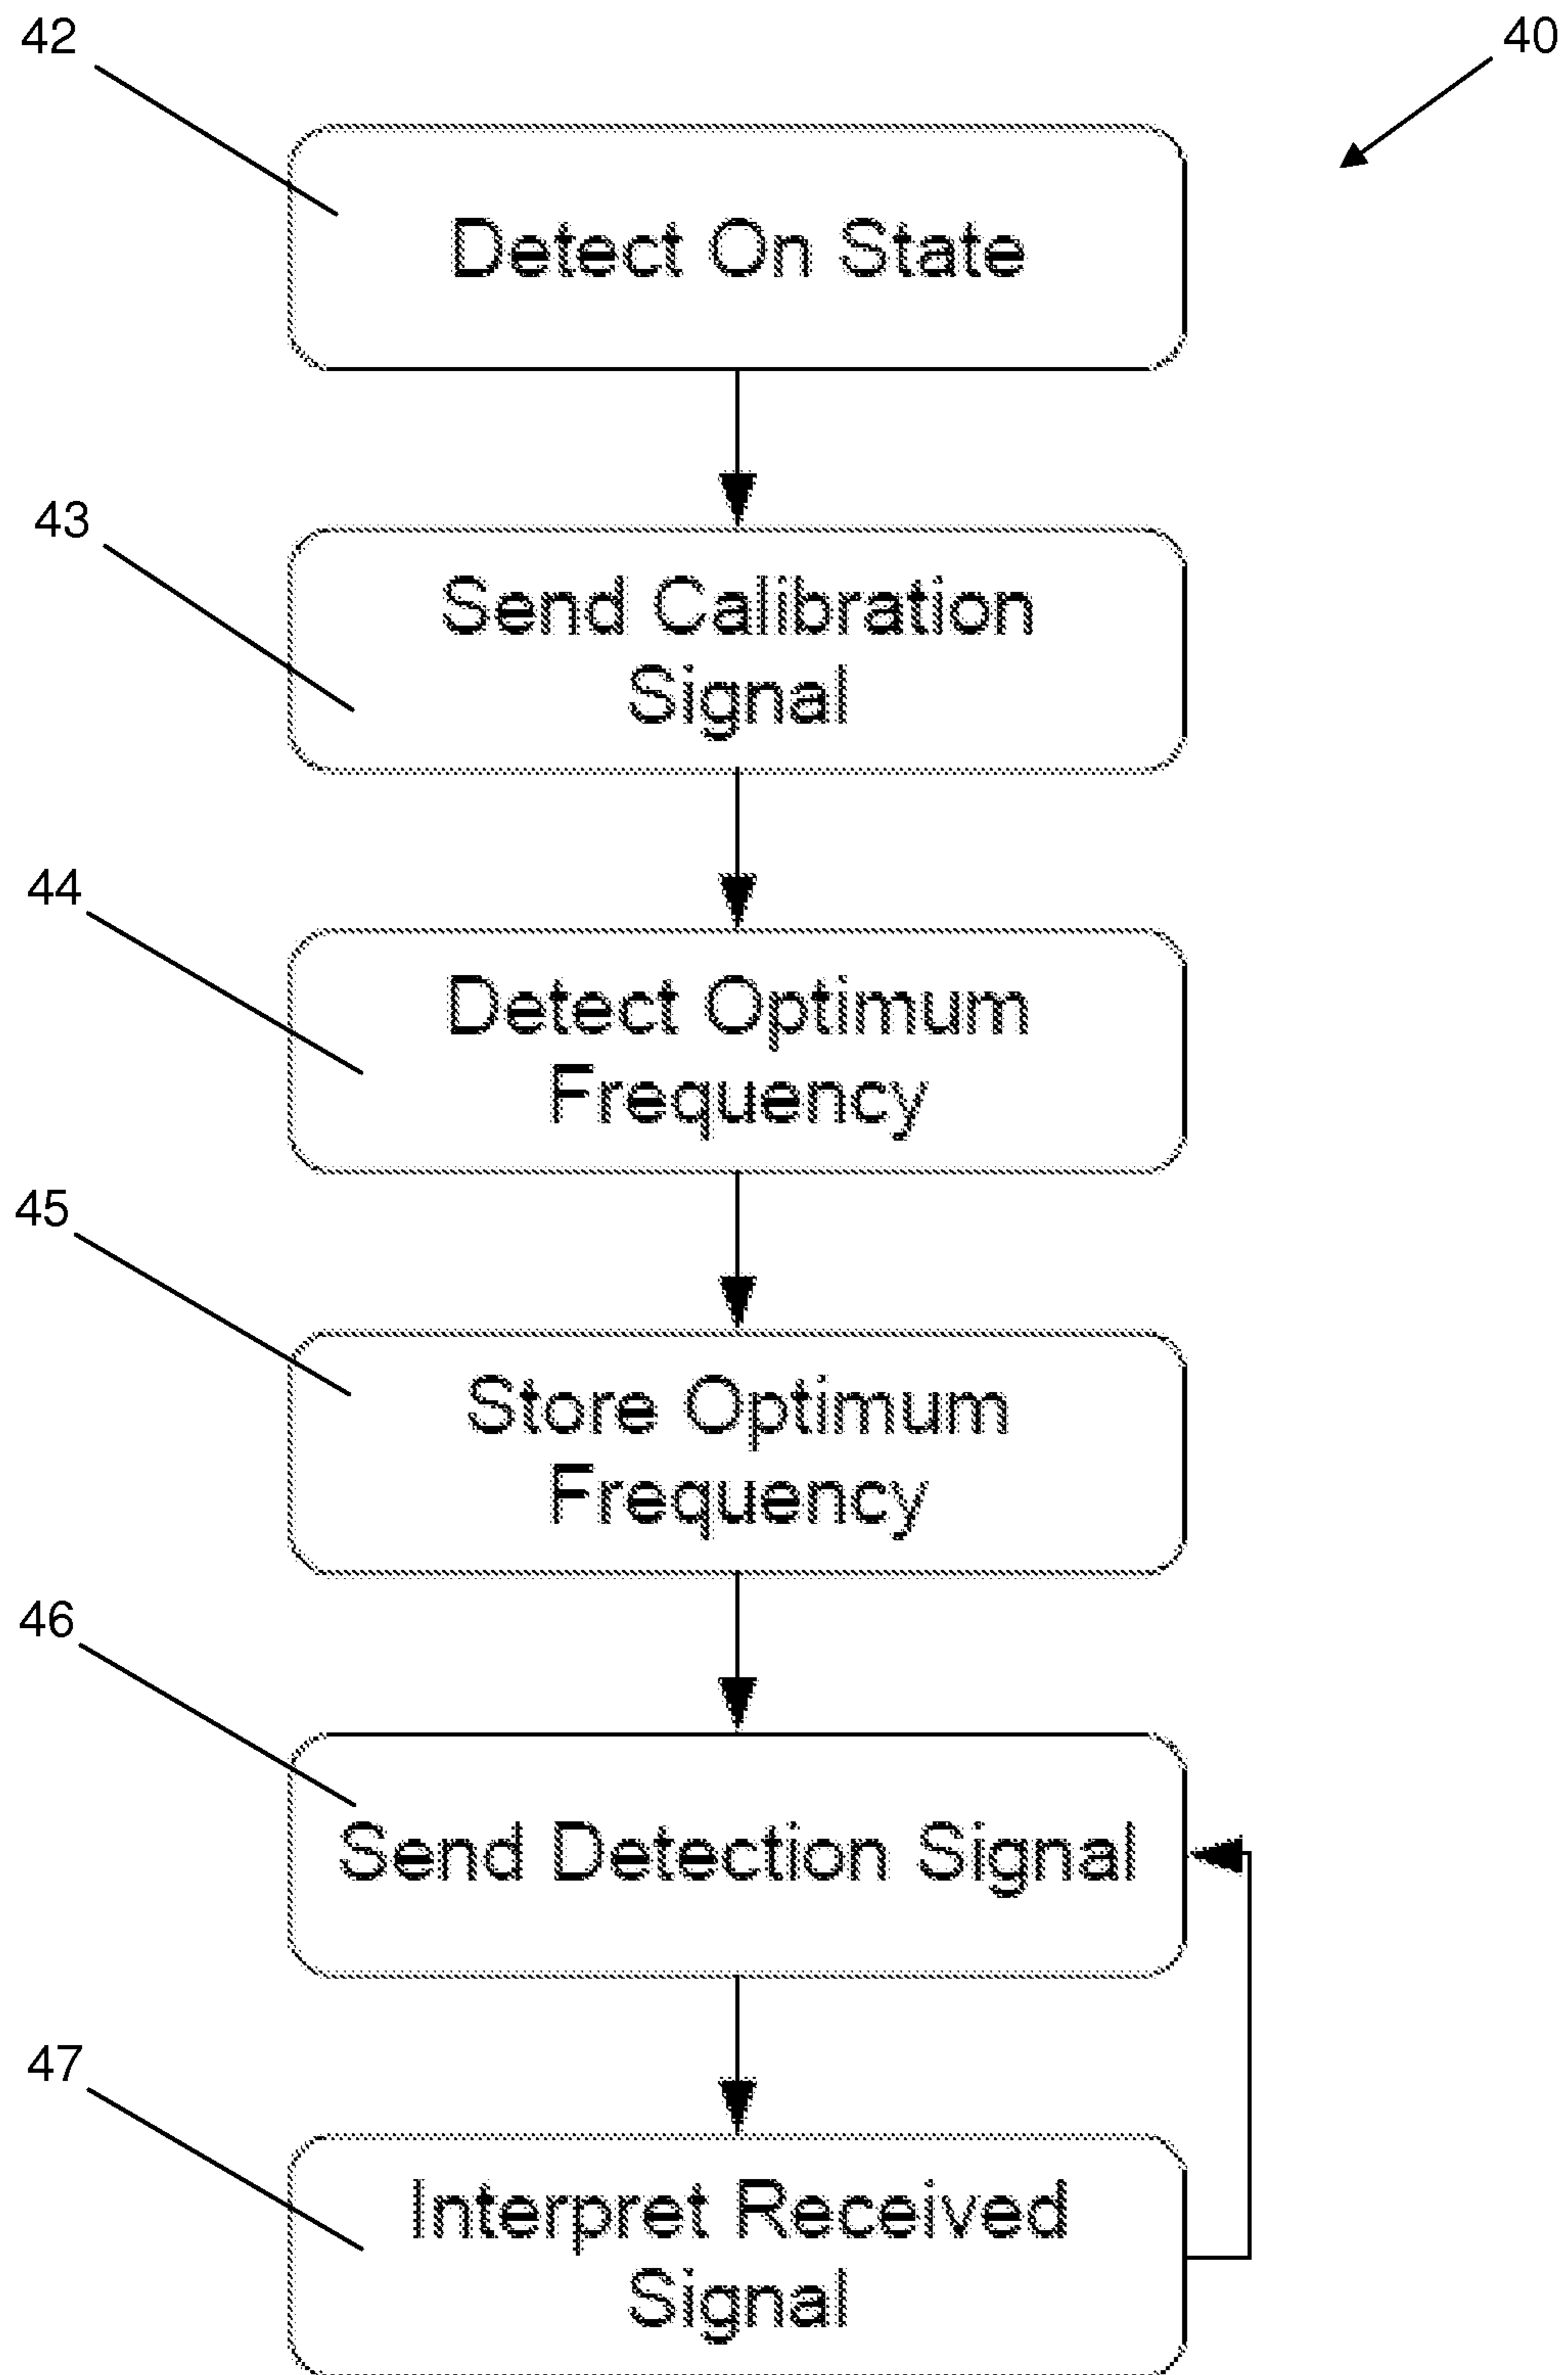 42
40
Detect On State
43
Send Calibration
Signal
44
Detect Optimum
Frequency
45
Store Optimum
Frequency
46
Send Detection Signal
47
Interpret Received
Signal